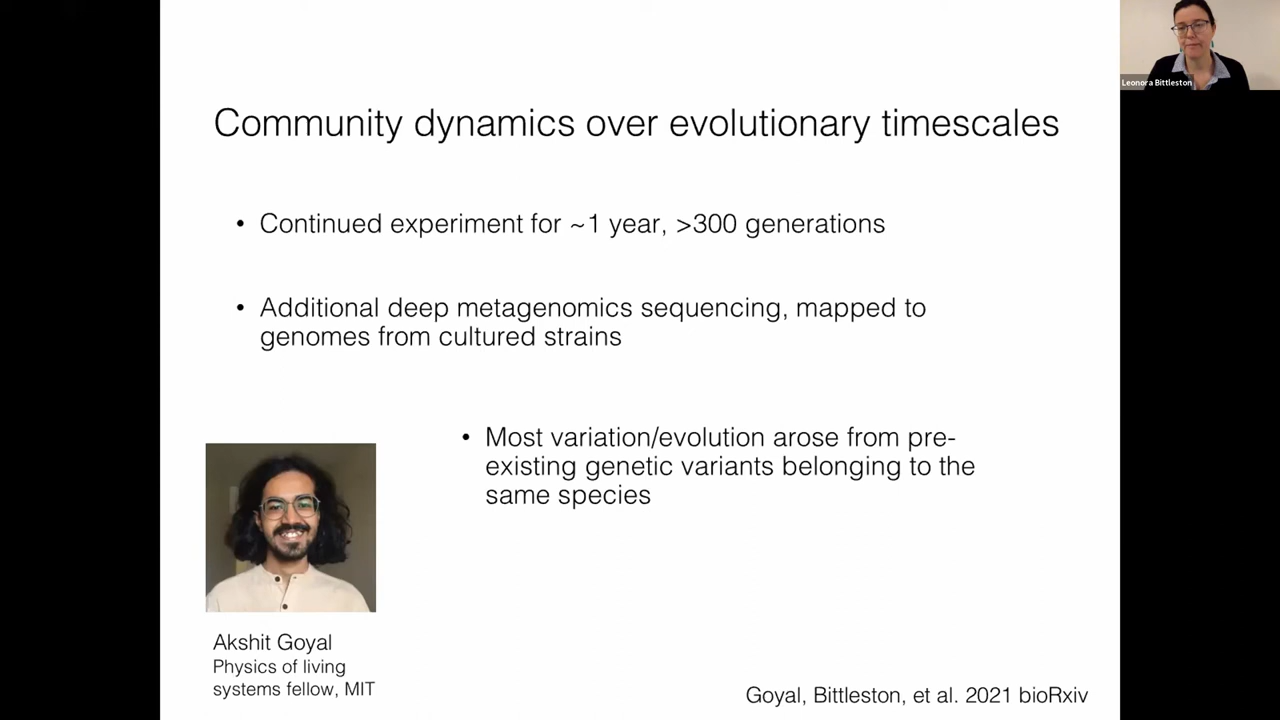 Leonora Bittleston
Community dynamics over evolutionary timescales
• Continued experiment for ~1 year, >300 generations
• Additional deep metagenomics sequencing, mapped to
genomes from cultured strains
• Most variation/evolution arose from pre-
existing genetic variants belonging to the
same species
Akshit Goyal
Physics of living
systems fellow, MIT
Goyal, Bittleston, et al. 2021 bioRxiv